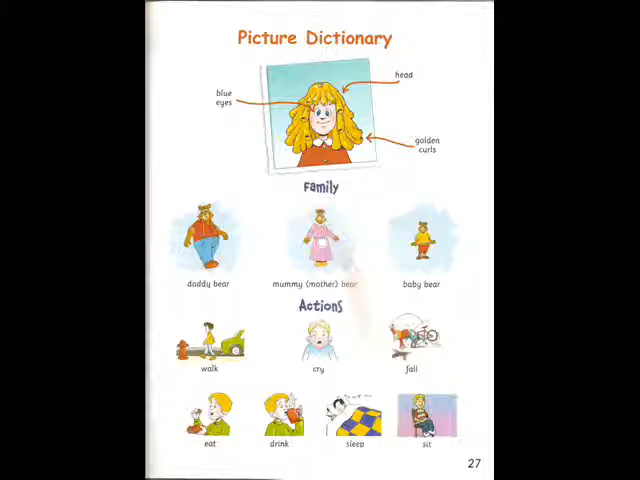 Picture Dictionary
head
blue
eyes
golden
curls
Family
daddy bear
mummy (mother) bear
baby bear
Actions
walk
cry
fall
eat
drink
sleep
sit
27